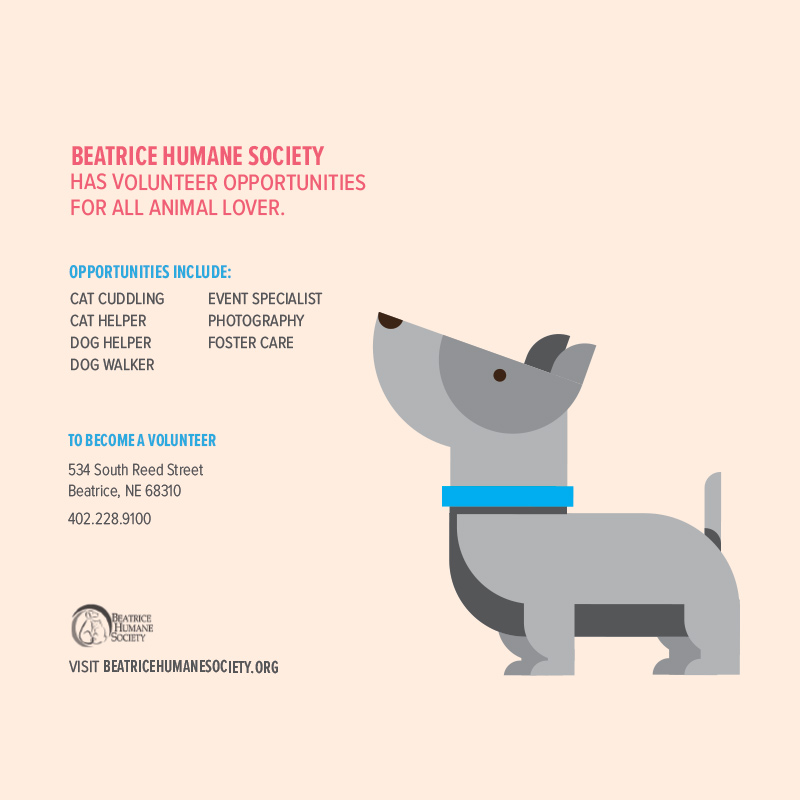 BEATRICE HUMANE SOCIETY
HAS VOLUNTEER OPPORTUNITIES
FOR ALL ANIMAL LOVER.
OPPORTUNITIES INCLUDE:
CAT CUDDLING
CAT HELPER
DOG HELPER
DOG WALKER
EVENT SPECIALIST
PHOTOGRAPHY
FOSTER CARE
TO BECOME A VOLUNTEER
534 South Reed Street
Beatrice, NE 68310
402.228.9100
BEATRICE
HUMANE
SOCIETY
VISIT BEATRICEHUMANESOCIETY.ORG